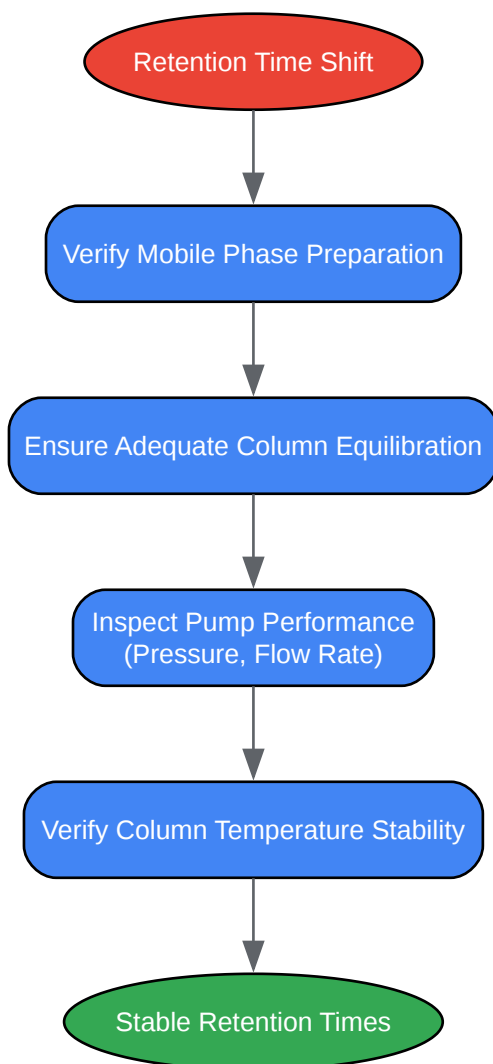 Retention Time Shift
Verify Mobile Phase Preparation
Ensure Adequate Column Equilibration
Inspect Pump Performance
(Pressure, Flow Rate)
Verify Column Temperature Stability
Stable Retention Times